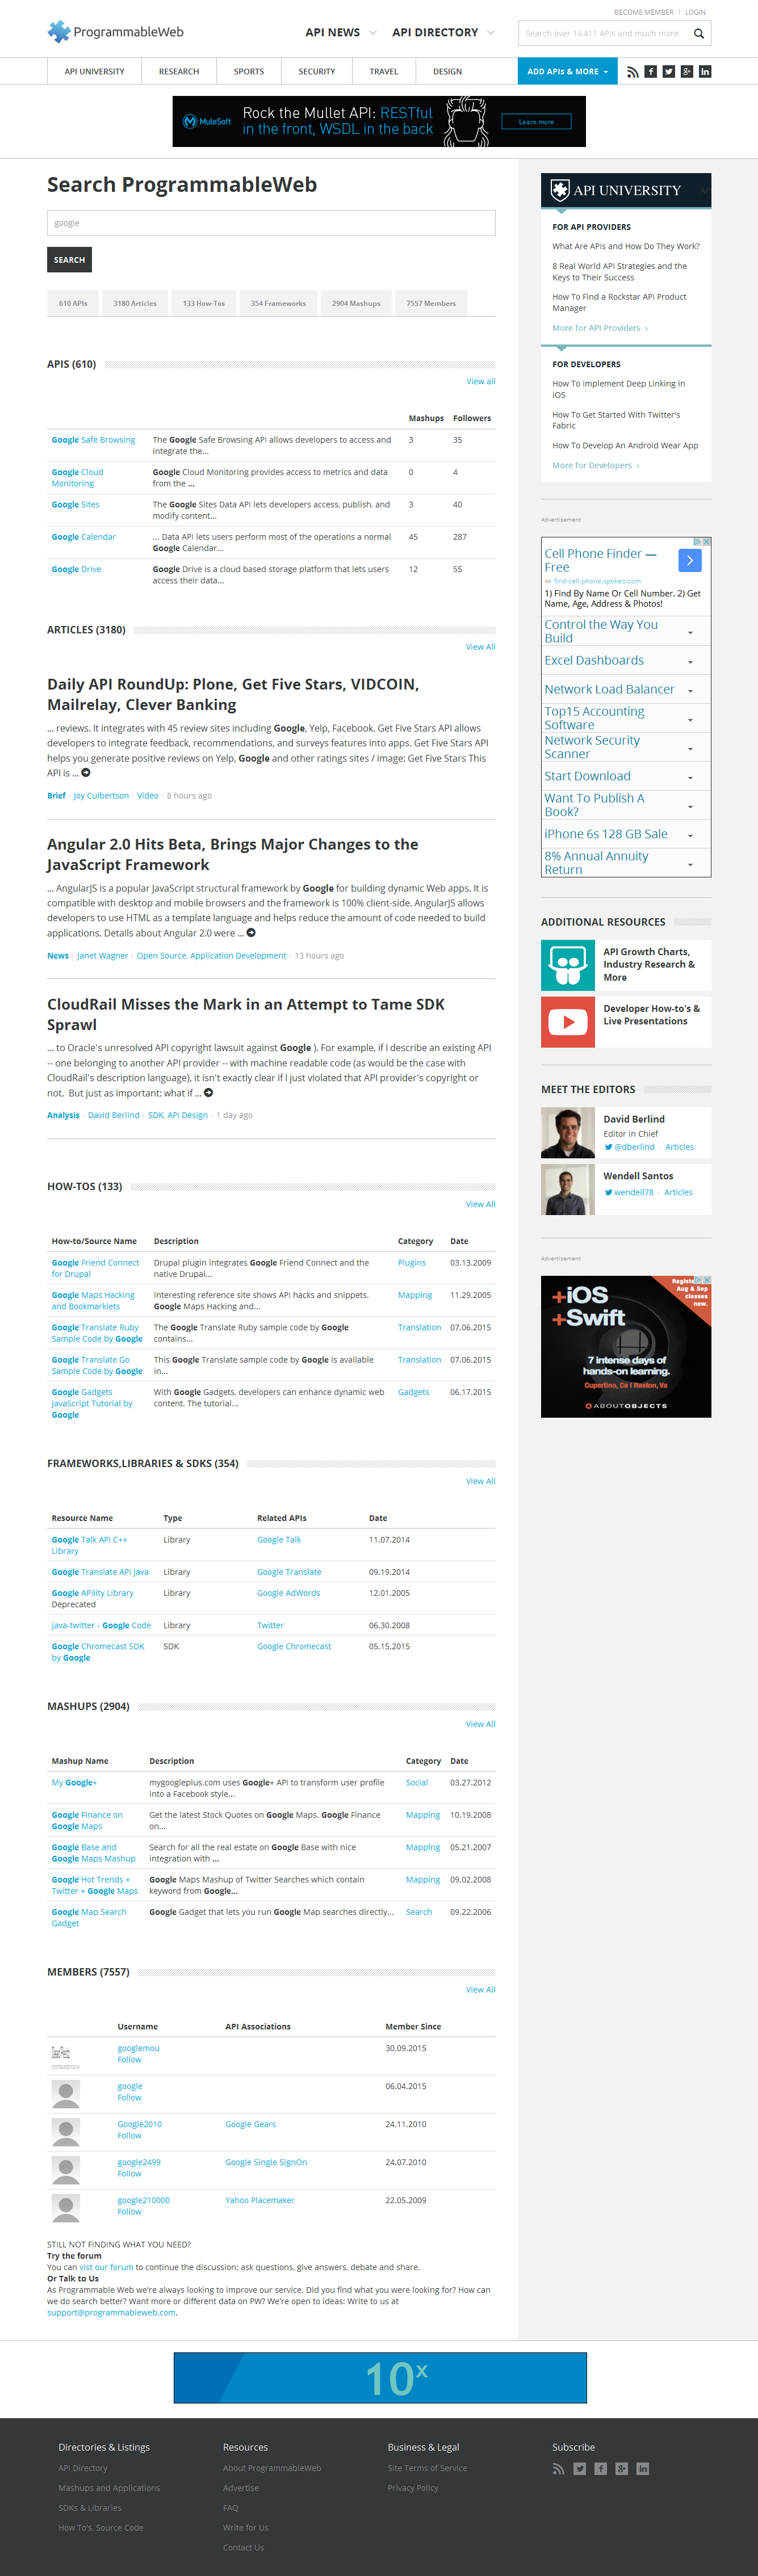 BECOME MEMBER | LOGIN
ProgrammableWeb
API NEWS
API DIRECTORY
Search over 14,411 APIs and much more
API UNIVERSITY
RESEARCH
SPORTS
SECURITY
TRAVEL
DESIGN
ADD APIs & MORE
MuleSoft
Rock the Mullet API: RESTful
in the front, WSDL in the back
Learn more
Search ProgrammableWeb
google
SEARCH
610 APIs
3180 Articles
133 How-Tos
354 Frameworks
2904 Mashups
7557 Members
APIS (610)
View all
Mashups Followers
Google Safe Browsing The Google Safe Browsing API allows developers to access and 3 35
integrate the...
Google Cloud Google Cloud Monitoring provides access to metrics and data 0 4
Monitoring from the ...
Google Sites The Google Sites Data API lets developers access, publish, and 3 40
modify content...
Google Calendar ... Data API lets users perform most of the operations a normal 45 287
Google Calendar...
Google Drive Google Drive is a cloud based storage platform that lets users 12 55
access their data...
ARTICLES (3180)
View All
Daily API RoundUp: Plone, Get Five Stars, VIDCOIN,
Mailrelay, Clever Banking
... reviews. It integrates with 45 review sites including Google, Yelp, Facebook. Get Five Stars API allows
developers to integrate feedback, recommendations, and surveys features into apps. Get Five Stars API
helps you generate positive reviews on Yelp, Google and other ratings sites / image: Get Five Stars This
API is ...
Brief · Joy Culbertson · Video · 8 hours ago
Angular 2.0 Hits Beta, Brings Major Changes to the
JavaScript Framework
... AngularJS is a popular JavaScript structural framework by Google for building dynamic Web apps. It is
compatible with desktop and mobile browsers and the framework is 100% client-side. AngularJS allows
developers to use HTML as a template language and helps reduce the amount of code needed to build
applications. Details about Angular 2.0 were ...
News · Janet Wagner · Open Source, Application Development · 13 hours ago
CloudRail Misses the Mark in an Attempt to Tame SDK
Sprawl
... to Oracle's unresolved API copyright lawsuit against Google ). For example, if I describe an existing API
-- one belonging to another API provider -- with machine readable code (as would be the case with
CloudRail's description language), it isn't exactly clear if I just violated that API provider's copyright or
not. But just as important: what if ...
Analysis · David Berlind · SDK, API Design · 1 day ago
HOW-TOS (133)
View All
How-to/Source Name Description Category Date
Google Friend Connect Drupal plugin integrates Google Friend Connect and the Plugins 03.13.2009
for Drupal native Drupal...
Google Maps Hacking Interesting reference site shows API hacks and snippets. Mapping 11.29.2005
and Bookmarklets Google Maps Hacking and...
Google Translate Ruby The Google Translate Ruby sample code by Google Translation 07.06.2015
Sample Code by Google contains...
Google Translate Go This Google Translate sample code by Google is available Translation 07.06.2015
Sample Code by Google in...
Google Gadgets With Google Gadgets, developers can enhance dynamic web Gadgets 06.17.2015
JavaScript Tutorial by content. The tutorial...
Google
FRAMEWORKS,LIBRARIES & SDKS (354)
View All
Resource Name Type Related APIs Date
Google Talk API C++ Library Google Talk 11.07.2014
Library
Google Translate API Java Library Google Translate 09.19.2014
Google APIlity Library Library Google AdWords 12.01.2005
Deprecated
java-twitter - Google Code Library Twitter 06.30.2008
Google Chromecast SDK SDK Google Chromecast 05.15.2015
by Google
MASHUPS (2904)
View All
Mashup Name Description Category Date
My Google+ mygoogleplus.com uses Google+ API to transform user profile Social 03.27.2012
into a Facebook style...
Google Finance on Get the latest Stock Quotes on Google Maps. Google Finance Mapping 10.19.2008
Google Maps on...
Google Base and Search for all the real estate on Google Base with nice Mapping 05.21.2007
Google Maps Mashup integration with ...
Google Hot Trends + Google Maps Mashup of Twitter Searches which contain Mapping 09.02.2008
Twitter + Google Maps keyword from Google...
Google Map Search Google Gadget that lets you run Google Map searches directly... Search 09.22.2006
Gadget
MEMBERS (7557)
View All
Username API Associations Member Since
googlemou 30.09.2015
Follow
google 06.04.2015
Follow
Google2010 Google Gears 24.11.2010
Follow
google2499 Google Single SignOn 24.07.2010
Follow
google210000 Yahoo Placemaker 22.05.2009
Follow
STILL NOT FINDING WHAT YOU NEED?
Try the forum
You can vist our forum to continue the discussion; ask questions, give answers, debate and share.
Or Talk to Us
As Programmable Web we're always looking to improve our service. Did you find what you were looking for? How can
we do search better? Want more or different data on PW? We're open to ideas: Write to us at
support@programmableweb.com.
API UNIVERSITY
FOR API PROVIDERS
What Are APIs and How Do They Work?
8 Real World API Strategies and the
Keys to Their Success
How To Find a Rockstar API Product
Manager
More for API Providers ›
FOR DEVELOPERS
How To Implement Deep Linking in
iOS
How To Get Started With Twitter's
Fabric
How To Develop An Android Wear App
More for Developers ›
Advertisement
Cell Phone Finder —
Free
find-cell-phone.spokeo.com
1) Find By Name Or Cell Number. 2) Get
Name, Age, Address & Photos!
Control the Way You
Build
Excel Dashboards
Network Load Balancer
Top15 Accounting
Software
Network Security
Scanner
Start Download
Want To Publish A
Book?
iPhone 6s 128 GB Sale
8% Annual Annuity
Return
ADDITIONAL RESOURCES
API Growth Charts,
Industry Research &
More
Developer How-to's &
Live Presentations
MEET THE EDITORS
David Berlind
Editor in Chief
@dberlind · Articles
Wendell Santos
wendell78 · Articles
Advertisement
+iOS
+Swift
Aug & Sep
classes
now.
7 intense days of
hands-on learning.
Cupertino, Ca | Reston, Va
ABOUTOBJECTS
10x
Directories & Listings
API Directory
Mashups and Applications
SDKs & Libraries
How To's, Source Code
Resources
About ProgrammableWeb
Advertise
FAQ
Write for Us
Contact Us
Business & Legal
Site Terms of Service
Privacy Policy
Subscribe